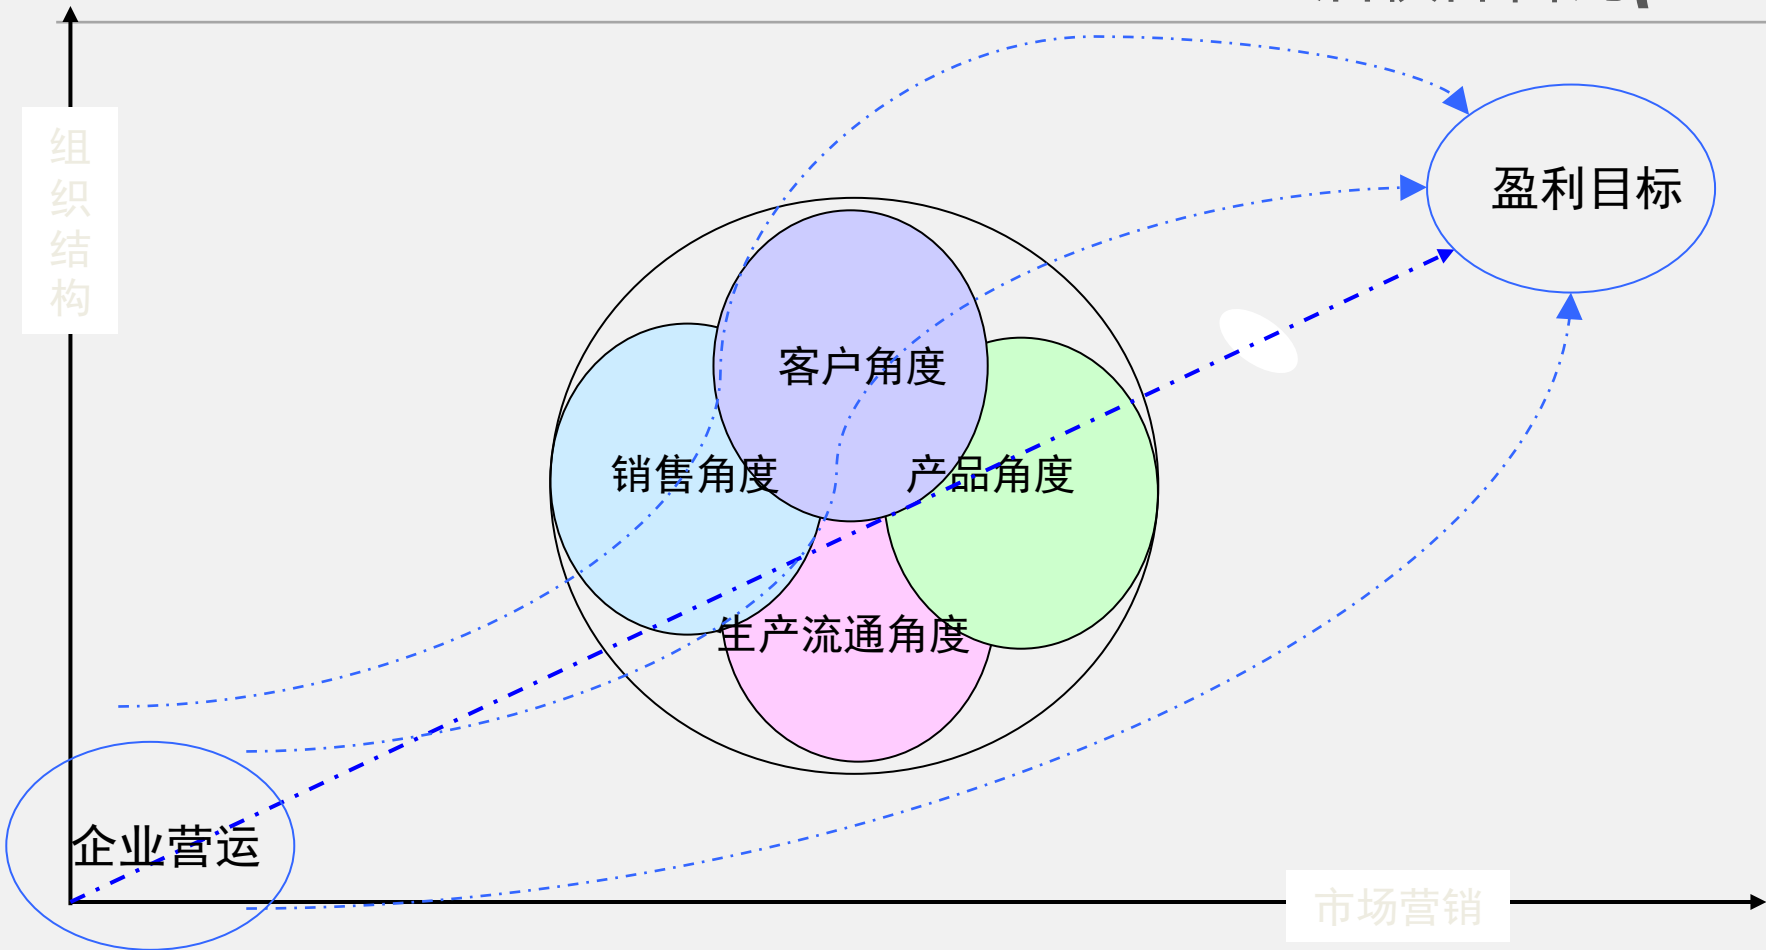 组
织
结
构
盈利目标
客户角度
销售角度
产品角度
生产流通角度
企业营运
市场营销